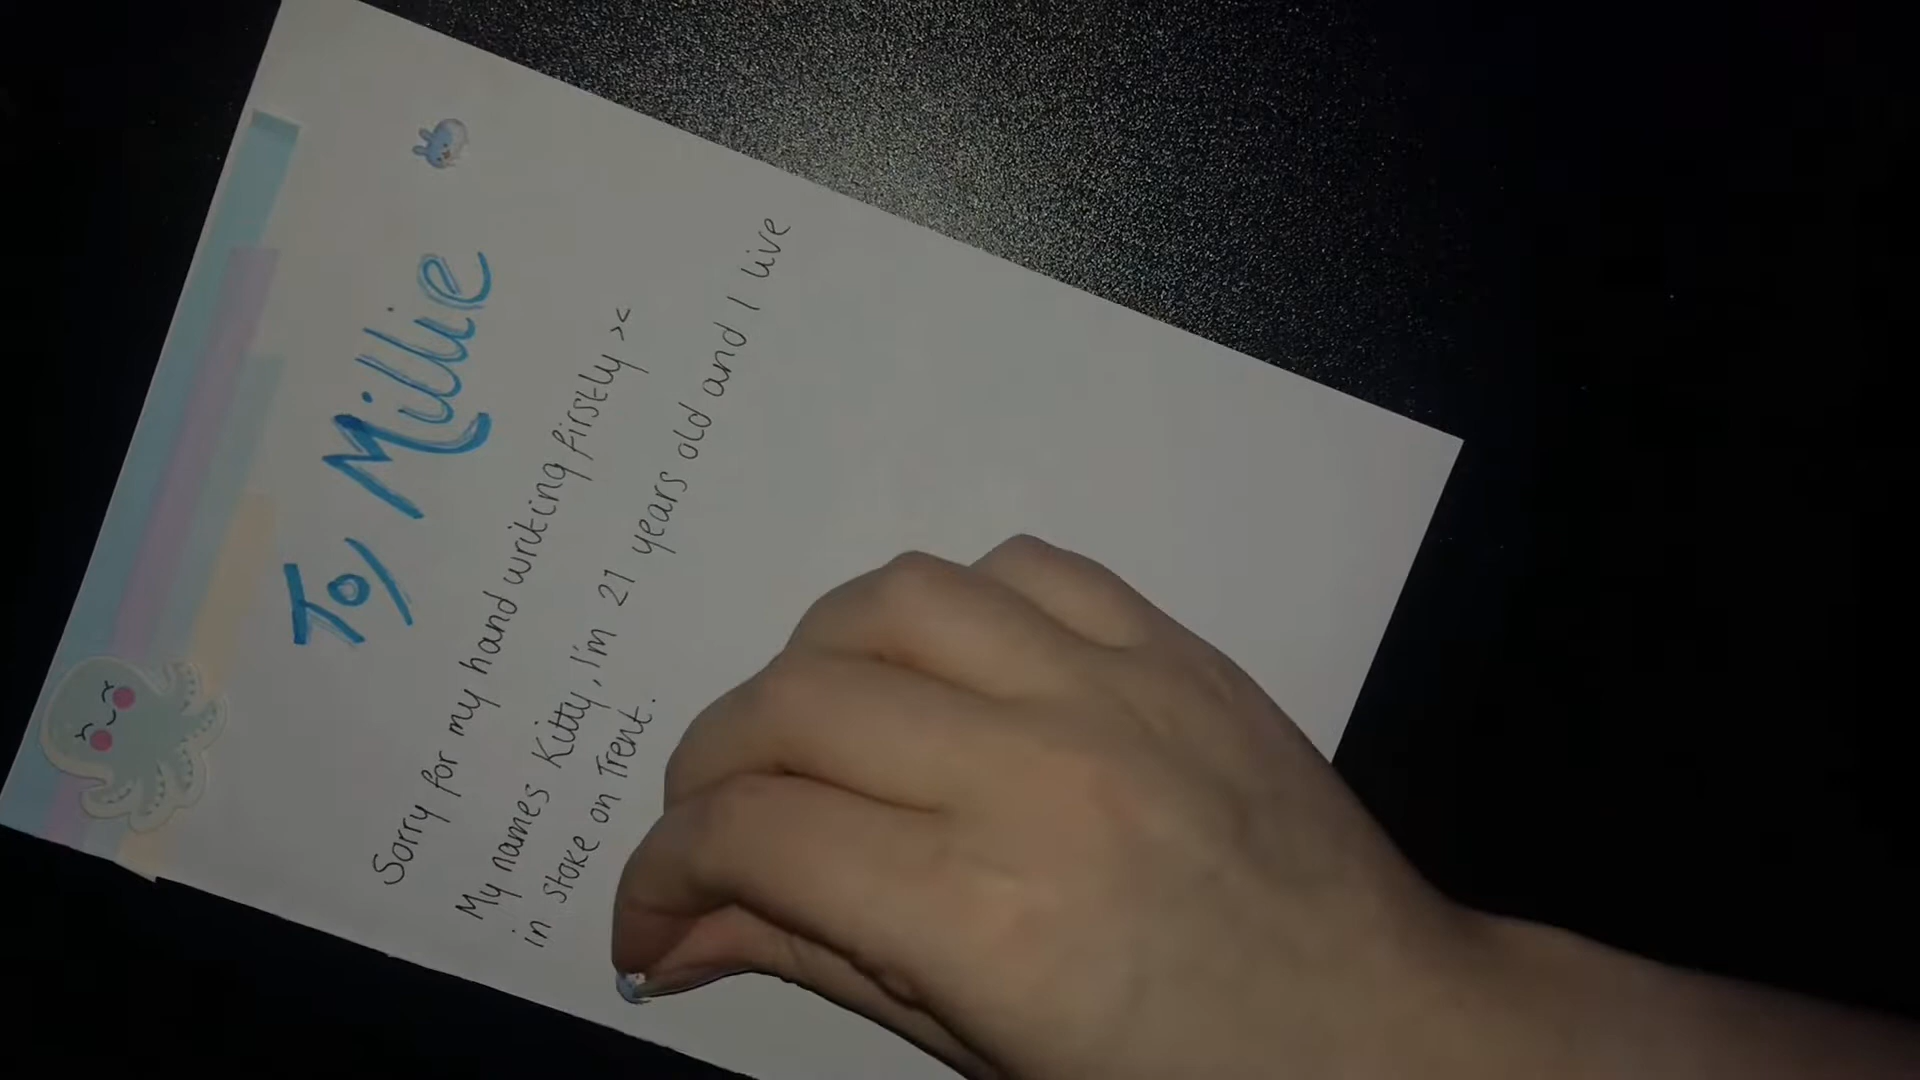 To, Millie
Sorry for my hand writing firstly ><
My names Kitty, I'm 21 years old and I live
in stoke on Trent.